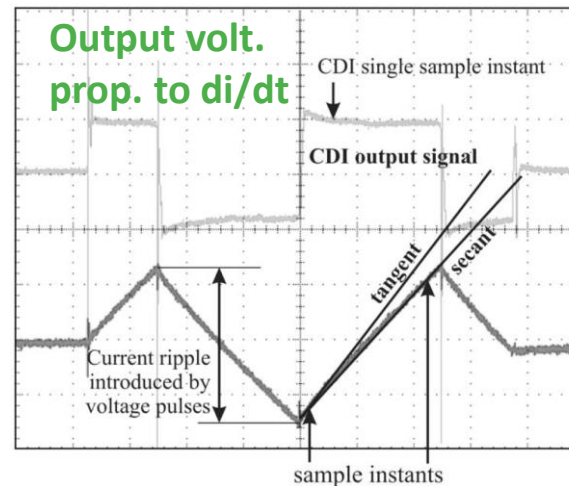 Output volt.
prop. to di/dt
CDI single sample instant
CDI output signal
tangent
secant
Current ripple
introduced by
voltage pulses
sample instants